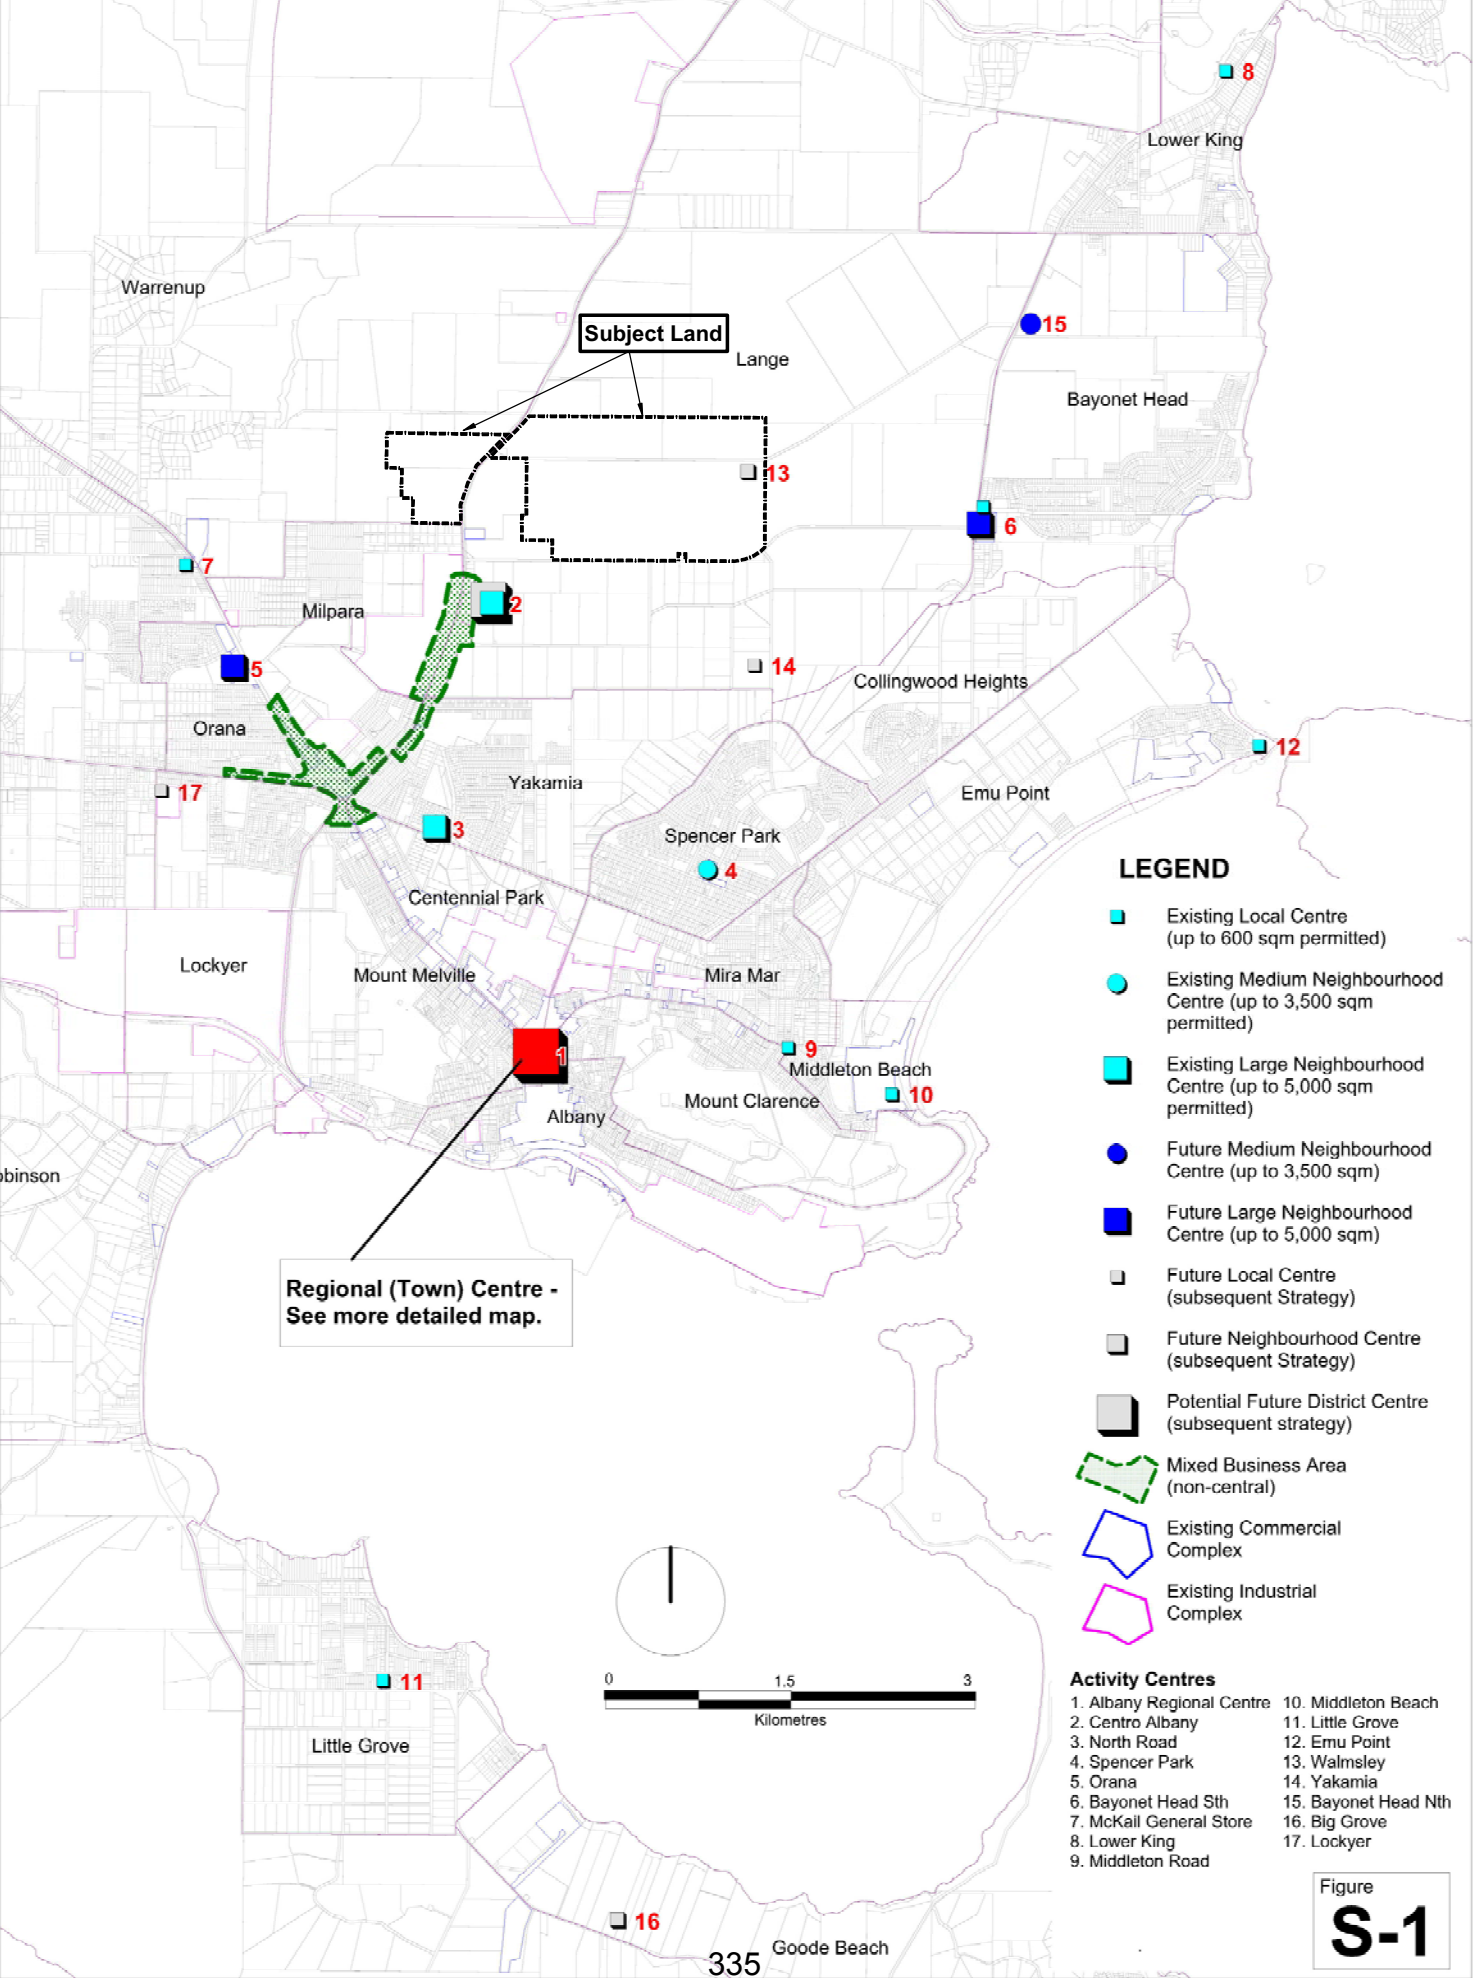 8
Lower King
Warrenup
15
Subject Land
Lange
Bayonet Head
13
6
7
2
Milpara
14
5
Collingwood Heights
Orana
12
Yakamia
17
Emu Point
3
Spencer Park
4
Centennial Park
Lockyer
Mount Melville
Mira Mar
9
1
Middleton Beach
10
Mount Clarence
Albany
obinson
Regional (Town) Centre -
See more detailed map.
LEGEND
Existing Local Centre
(up to 600 sqm permitted)
Existing Medium Neighbourhood
Centre (up to 3,500 sqm
permitted)
Existing Large Neighbourhood
Centre (up to 5,000 sqm
permitted)
Future Medium Neighbourhood
Centre (up to 3,500 sqm)
Future Large Neighbourhood
Centre (up to 5,000 sqm)
Future Local Centre
(subsequent Strategy)
Future Neighbourhood Centre
(subsequent Strategy)
Potential Future District Centre
(subsequent strategy)
Mixed Business Area
(non-central)
Existing Commercial
Complex
Existing Industrial
Complex
0 1.5 3
Kilometres
11
Little Grove
16
Goode Beach
Activity Centres
1. Albany Regional Centre
2. Centro Albany
3. North Road
4. Spencer Park
5. Orana
6. Bayonet Head Sth
7. McKail General Store
8. Lower King
9. Middleton Road
10. Middleton Beach
11. Little Grove
12. Emu Point
13. Walmsley
14. Yakamia
15. Bayonet Head Nth
16. Big Grove
17. Lockyer
Figure
S-1
335